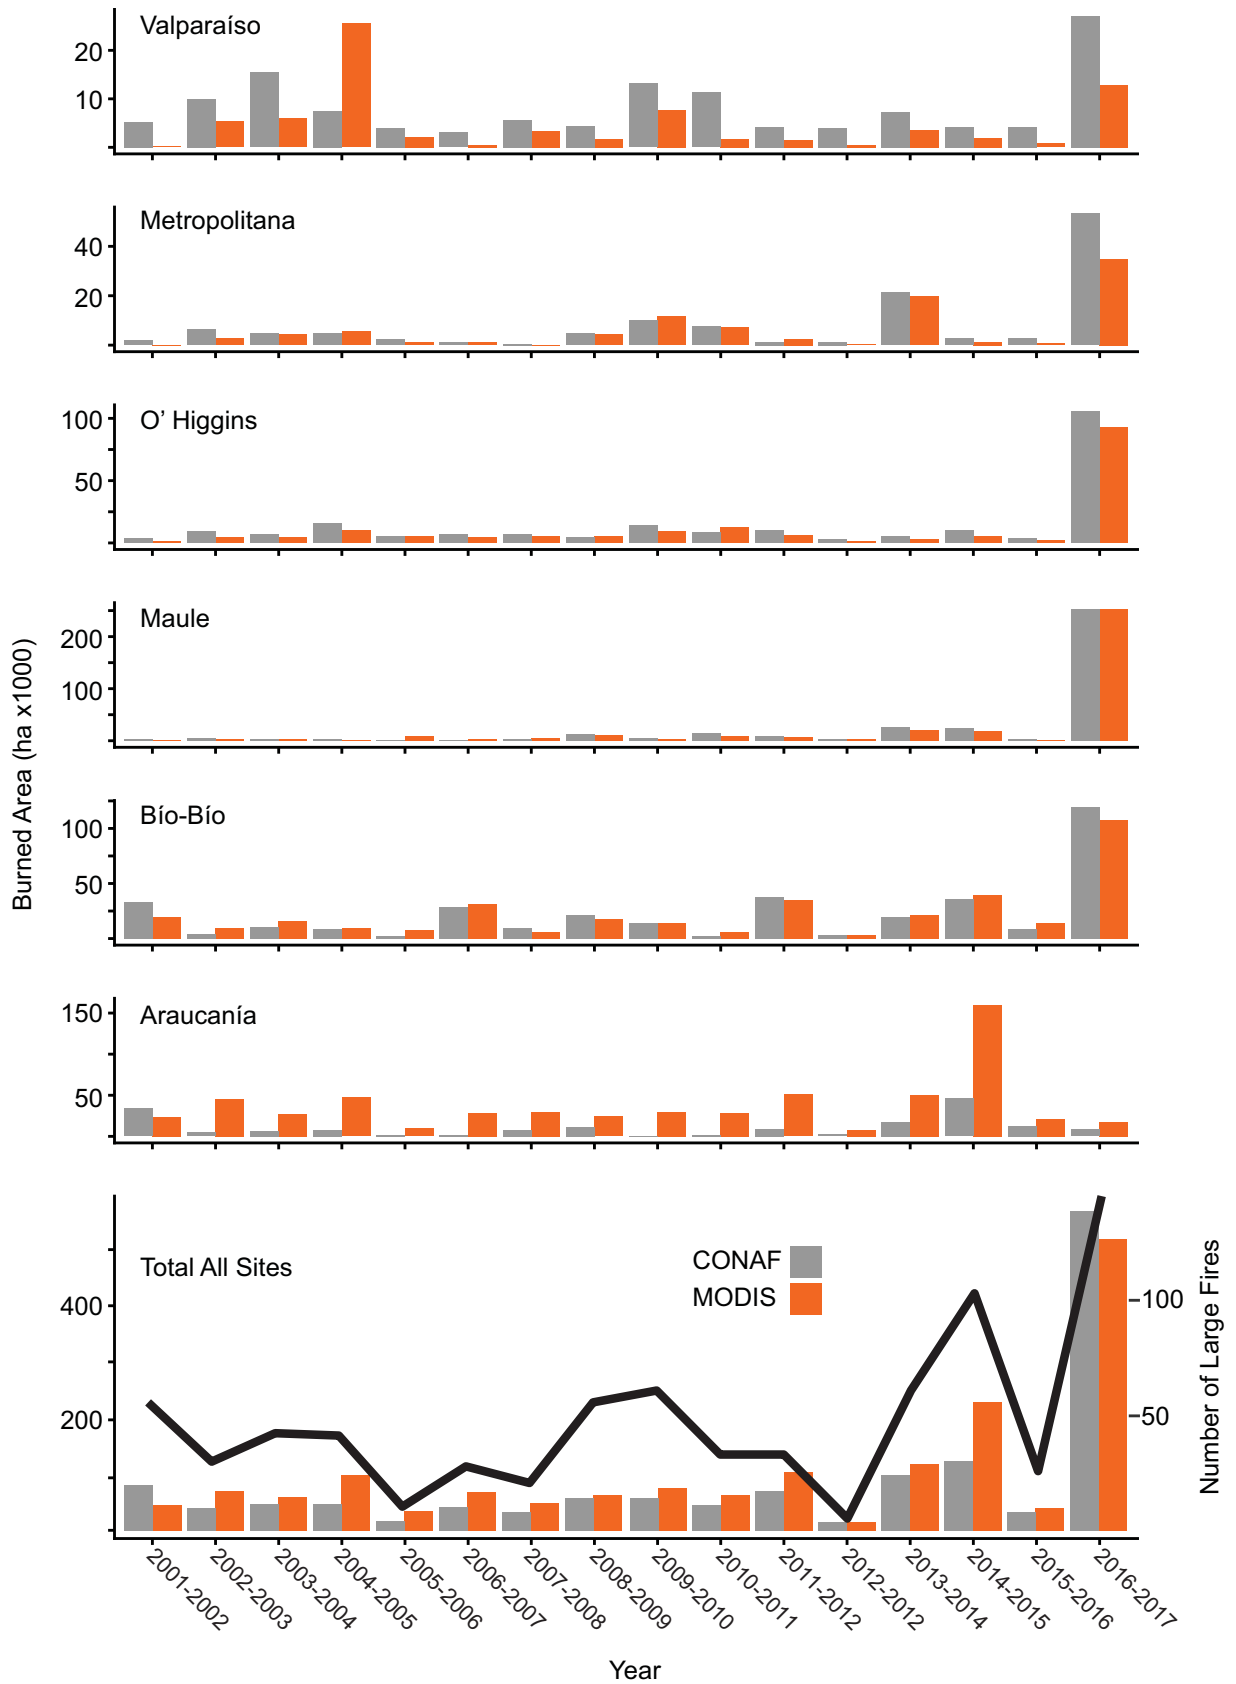 Valparaíso
20
10
Metropolitana
40
20
O’ Higgins
100
50
Maule
200
100
Burned Area (ha x1000)
Bío-Bío
100
50
Araucanía
150
50
Total All Sites
CONAF
MODIS
400
200
100
50
Number of Large Fires
2001-2002
2002-2003
2003-2004
2004-2005
2005-2006
2006-2007
2007-2008
2008-2009
2009-2010
2010-2011
2011-2012
2012-2012
2013-2014
2014-2015
2015-2016
2016-2017
Year